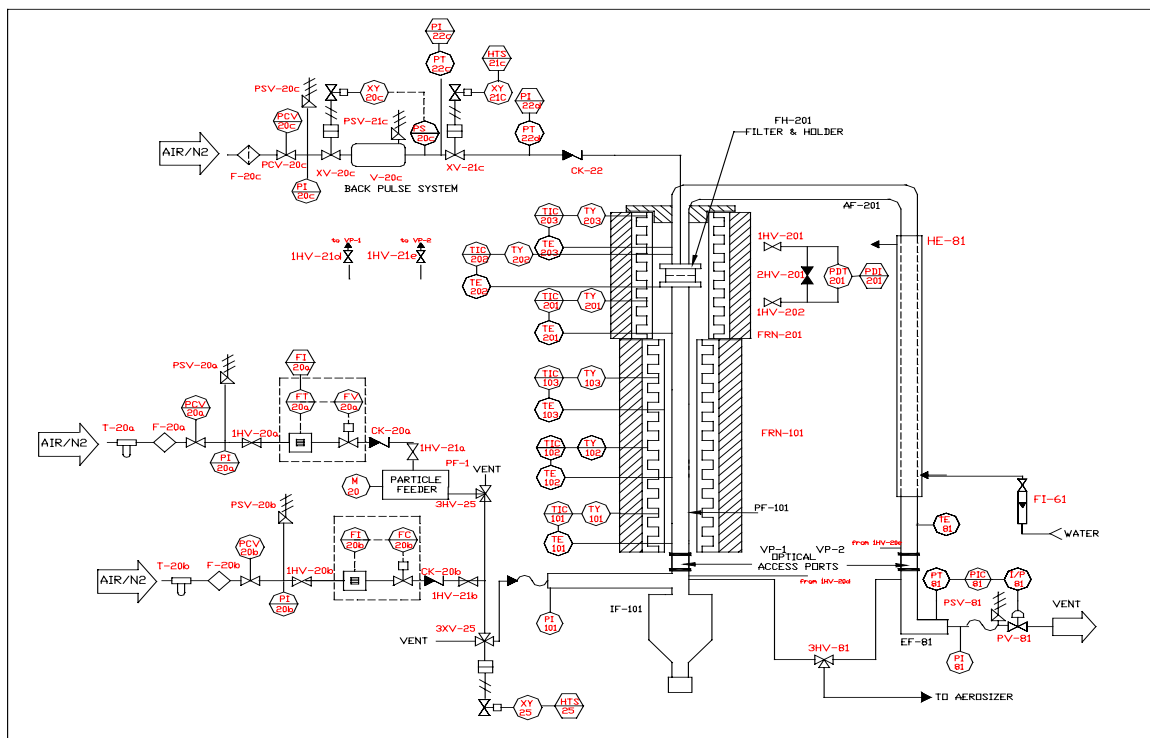 PI
22c
PT
22c
HTS
21c
XY
20c
XY
21C
PSV-20c
PSV-21c
PCV
20c
PS
20c
PI
22d
PT
22d
FH-201
FILTER & HOLDER
AIR/N2
F-20c
PCV-20c
XV-20c
V-20c
XV-21c
CK-22
PI
20c
BACK PULSE SYSTEM
AF-201
to VP-1
to VP-2
1HV-21d
1HV-21e
TIC
203
TY
203
TE
203
TIC
202
TY
202
TE
202
TIC
201
TY
201
TE
201
1HV-201
2HV-201
PDT
201
PDI
201
1HV-202
HE-81
FRN-201
PSV-20a
FI
20a
PCV
20a
FT
20a
FV
20a
T-20a
F-20a
1HV-20a
CK-20a
AIR/N2
PI
20a
1HV-21a
PF-1
VENT
M
20
PARTICLE
FEEDER
3HV-25
TIC
103
TY
103
TE
103
TIC
102
TY
102
TE
102
TIC
101
TY
101
TE
101
FRN-101
PF-101
FI-61
WATER
TE
81
PSV-20b
PCV
20b
FI
20b
FC
20b
T-20b
F-20b
1HV-20b
CK-20b
AIR/N2
PI
20b
1HV-21b
from 1HV-20e
VP-1
VP-2
OPTICAL
ACCESS PORTS
from 1HV-20d
PT
81
PIC
81
I/P
81
PSV-81
VENT
3XV-25
VENT
PI
101
IF-101
3HV-81
EF-81
PV-81
PI
81
XY
25
HTS
25
TO AEROSIZER